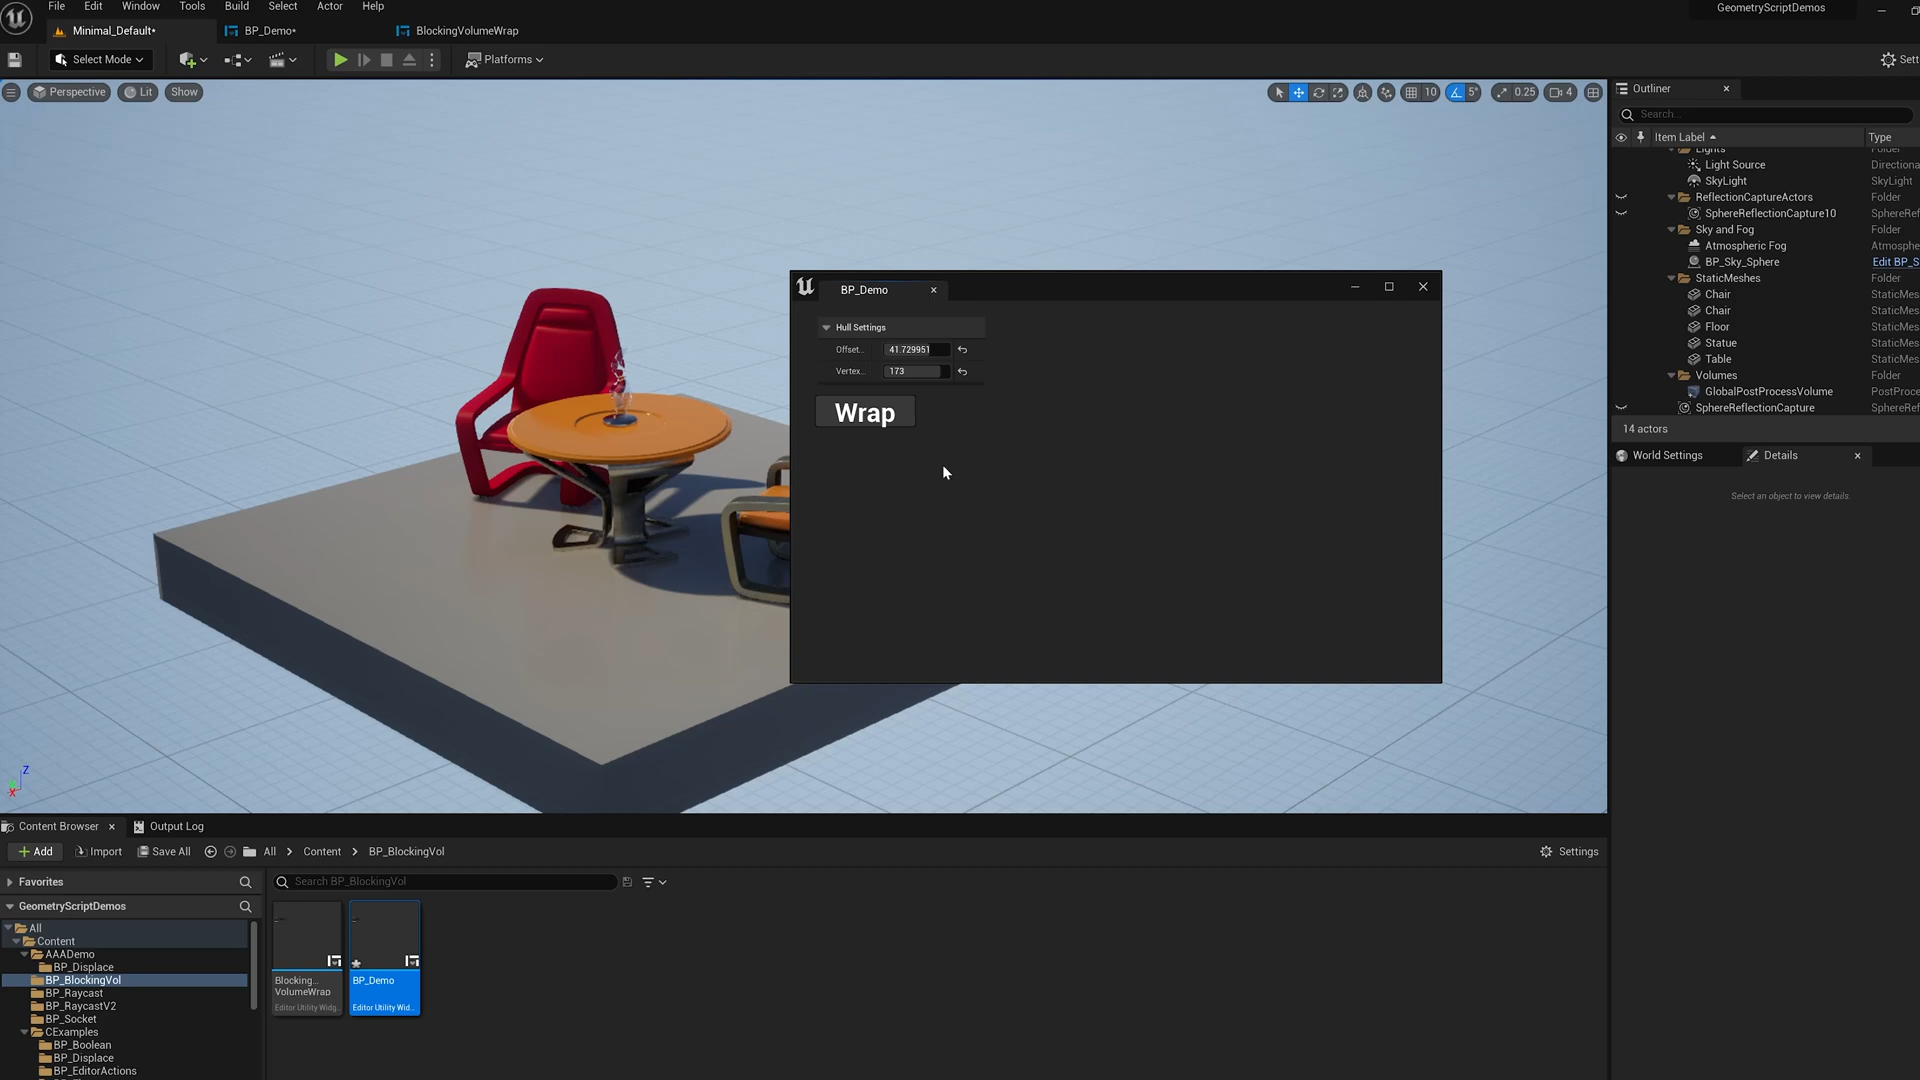 File Edit Window Tools Build Select Actor Help
GeometryScriptDemos
Minimal_Default*
BP_Demo*
BlockingVolumeWrap
Select Mode
Platforms
Sett
Perspective
Lit
Show
10
5°
0.25
4
Outliner
Search...
Item Label
Type
Lights
Folder
Light Source
Directiona
SkyLight
SkyLight
ReflectionCaptureActors
Folder
SphereReflectionCapture10
SphereRef
Sky and Fog
Folder
Atmospheric Fog
Atmosphe
BP_Sky_Sphere
Edit BP_S
StaticMeshes
Folder
Chair
StaticMes
Chair
StaticMes
Floor
StaticMes
Statue
StaticMes
Table
StaticMes
Volumes
Folder
GlobalPostProcessVolume
PostProce
SphereReflectionCapture
SphereRef
14 actors
World Settings
Details
Select an object to view details.
BP_Demo
Hull Settings
Offset...
41.729951
Vertex...
173
Wrap
Z
X
Content Browser
Output Log
Add
Import
Save All
All
Content
BP_BlockingVol
Settings
Favorites
Search BP_BlockingVol
GeometryScriptDemos
All
Content
AAADemo
BP_Displace
BP_BlockingVol
BP_Raycast
BP_RaycastV2
BP_Socket
CExamples
BP_Boolean
BP_Displace
BP_EditorActions
Blocking...
VolumeWrap
Editor Utility Widg...
BP_Demo
Editor Utility Wid...